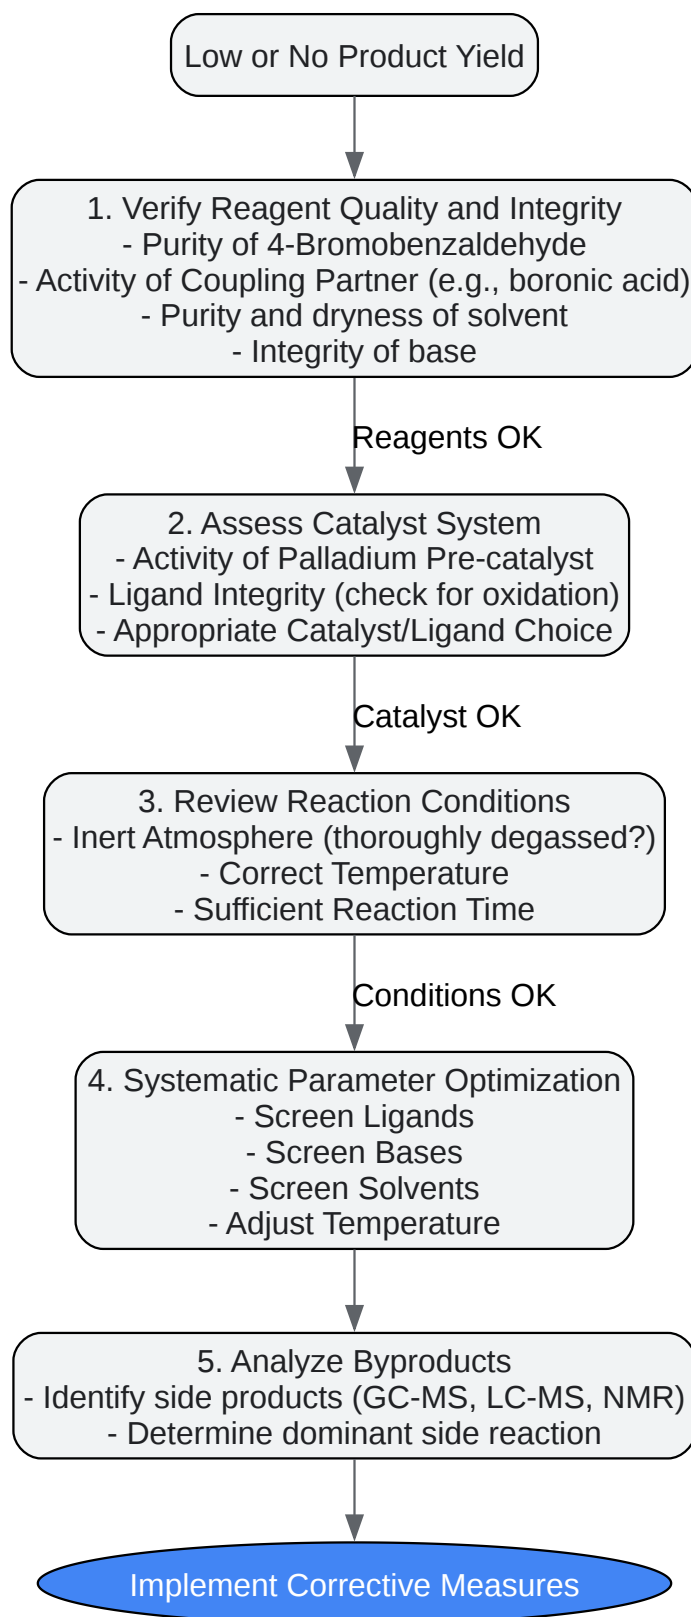 Low or No Product Yield
1. Verify Reagent Quality and Integrity
- Purity of 4-Bromobenzaldehyde
- Activity of Coupling Partner (e.g., boronic acid)
- Purity and dryness of solvent
- Integrity of base
Reagents OK
2. Assess Catalyst System
- Activity of Palladium Pre-catalyst
- Ligand Integrity (check for oxidation)
- Appropriate Catalyst/Ligand Choice
Catalyst OK
3. Review Reaction Conditions
- Inert Atmosphere (thoroughly degassed?)
- Correct Temperature
- Sufficient Reaction Time
Conditions OK
4. Systematic Parameter Optimization
- Screen Ligands
- Screen Bases
- Screen Solvents
- Adjust Temperature
5. Analyze Byproducts
- Identify side products (GC-MS, LC-MS, NMR)
- Determine dominant side reaction
Implement Corrective Measures